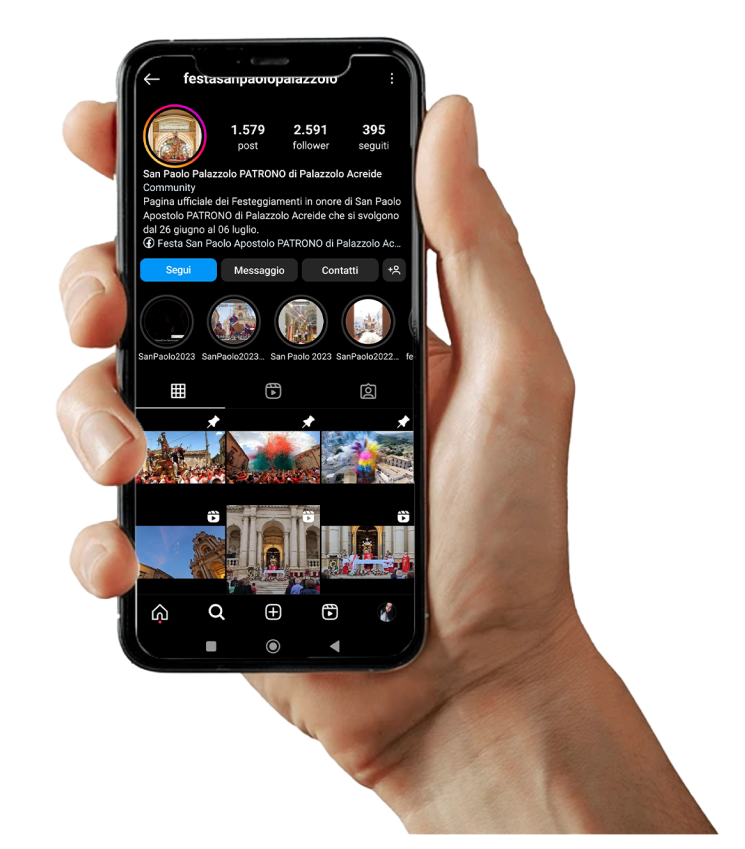 festasanpaolopalazzolo
1.579 2.591 395
post follower seguiti
San Paolo Palazzolo PATRONO di Palazzolo Acreide
Community
Pagina ufficiale dei Festeggiamenti in onore di San Paolo
Apostolo PATRONO di Palazzolo Acreide che si svolgono
dal 26 giugno al 06 luglio.
Festa San Paolo Apostolo PATRONO di Palazzolo Ac...
Segui Messaggio Contatti
SanPaolo2023 SanPaolo2023... San Paolo 2023 SanPaolo2022... fe